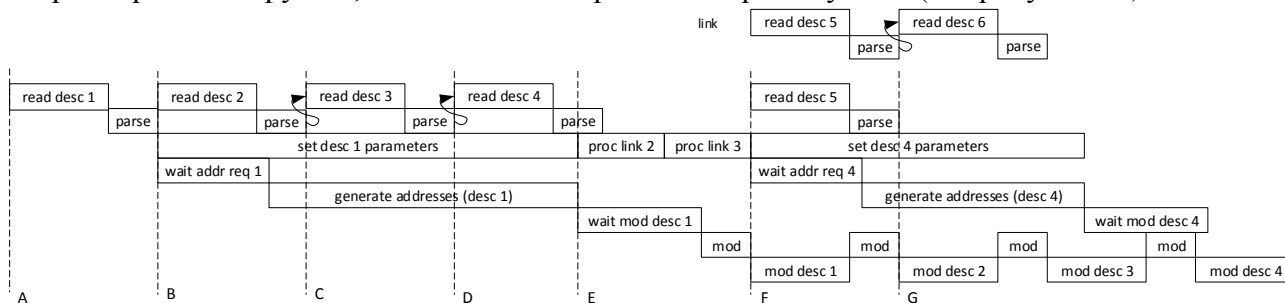 link
read desc 5
read desc 6
parse
parse
read desc 1
read desc 2
read desc 3
read desc 4
read desc 5
parse
parse
parse
parse
parse
set desc 1 parameters
proc link 2
proc link 3
set desc 4 parameters
wait addr req 1
wait addr req 4
generate addresses (desc 1)
generate addresses (desc 4)
wait mod desc 1
wait mod desc 4
mod
mod
mod
mod
mod desc 1
mod desc 2
mod desc 3
mod desc 4
A
B
C
D
E
F
G